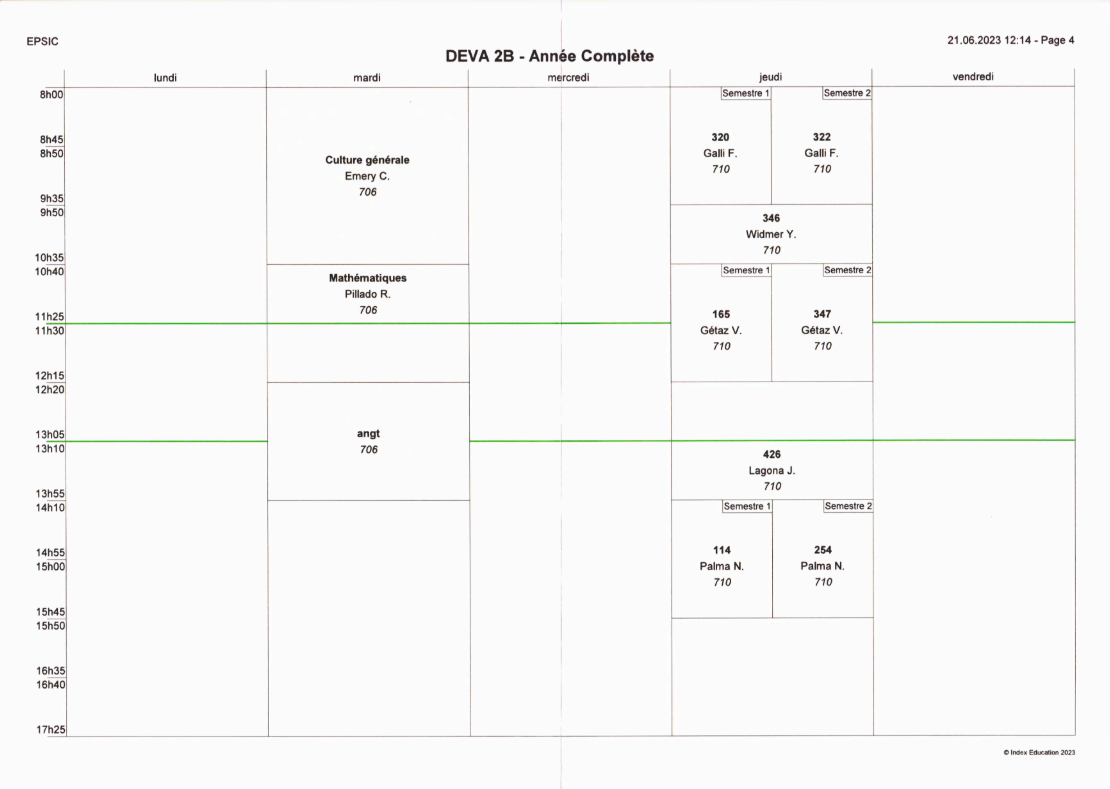 EPSIC
21.06.2023 12:14 - Page 4
DEVA 2B - Année Complète
lundi
mardi
mercredi
jeudi
vendredi
8h00
8h45
8h50
9h35
9h50
10h35
10h40
11h25
11h30
12h15
12h20
13h05
13h10
13h55
14h10
14h55
15h00
15h45
15h50
16h35
16h40
17h25
Culture générale
Emery C.
706
Mathématiques
Pillado R.
706
angt
706
Semestre 1
320
Galli F.
710
Semestre 2
322
Galli F.
710
346
Widmer Y.
710
Semestre 1
165
Gétaz V.
710
Semestre 2
347
Gétaz V.
710
426
Lagona J.
710
Semestre 1
114
Palma N.
710
Semestre 2
254
Palma N.
710
© Index Education 2023